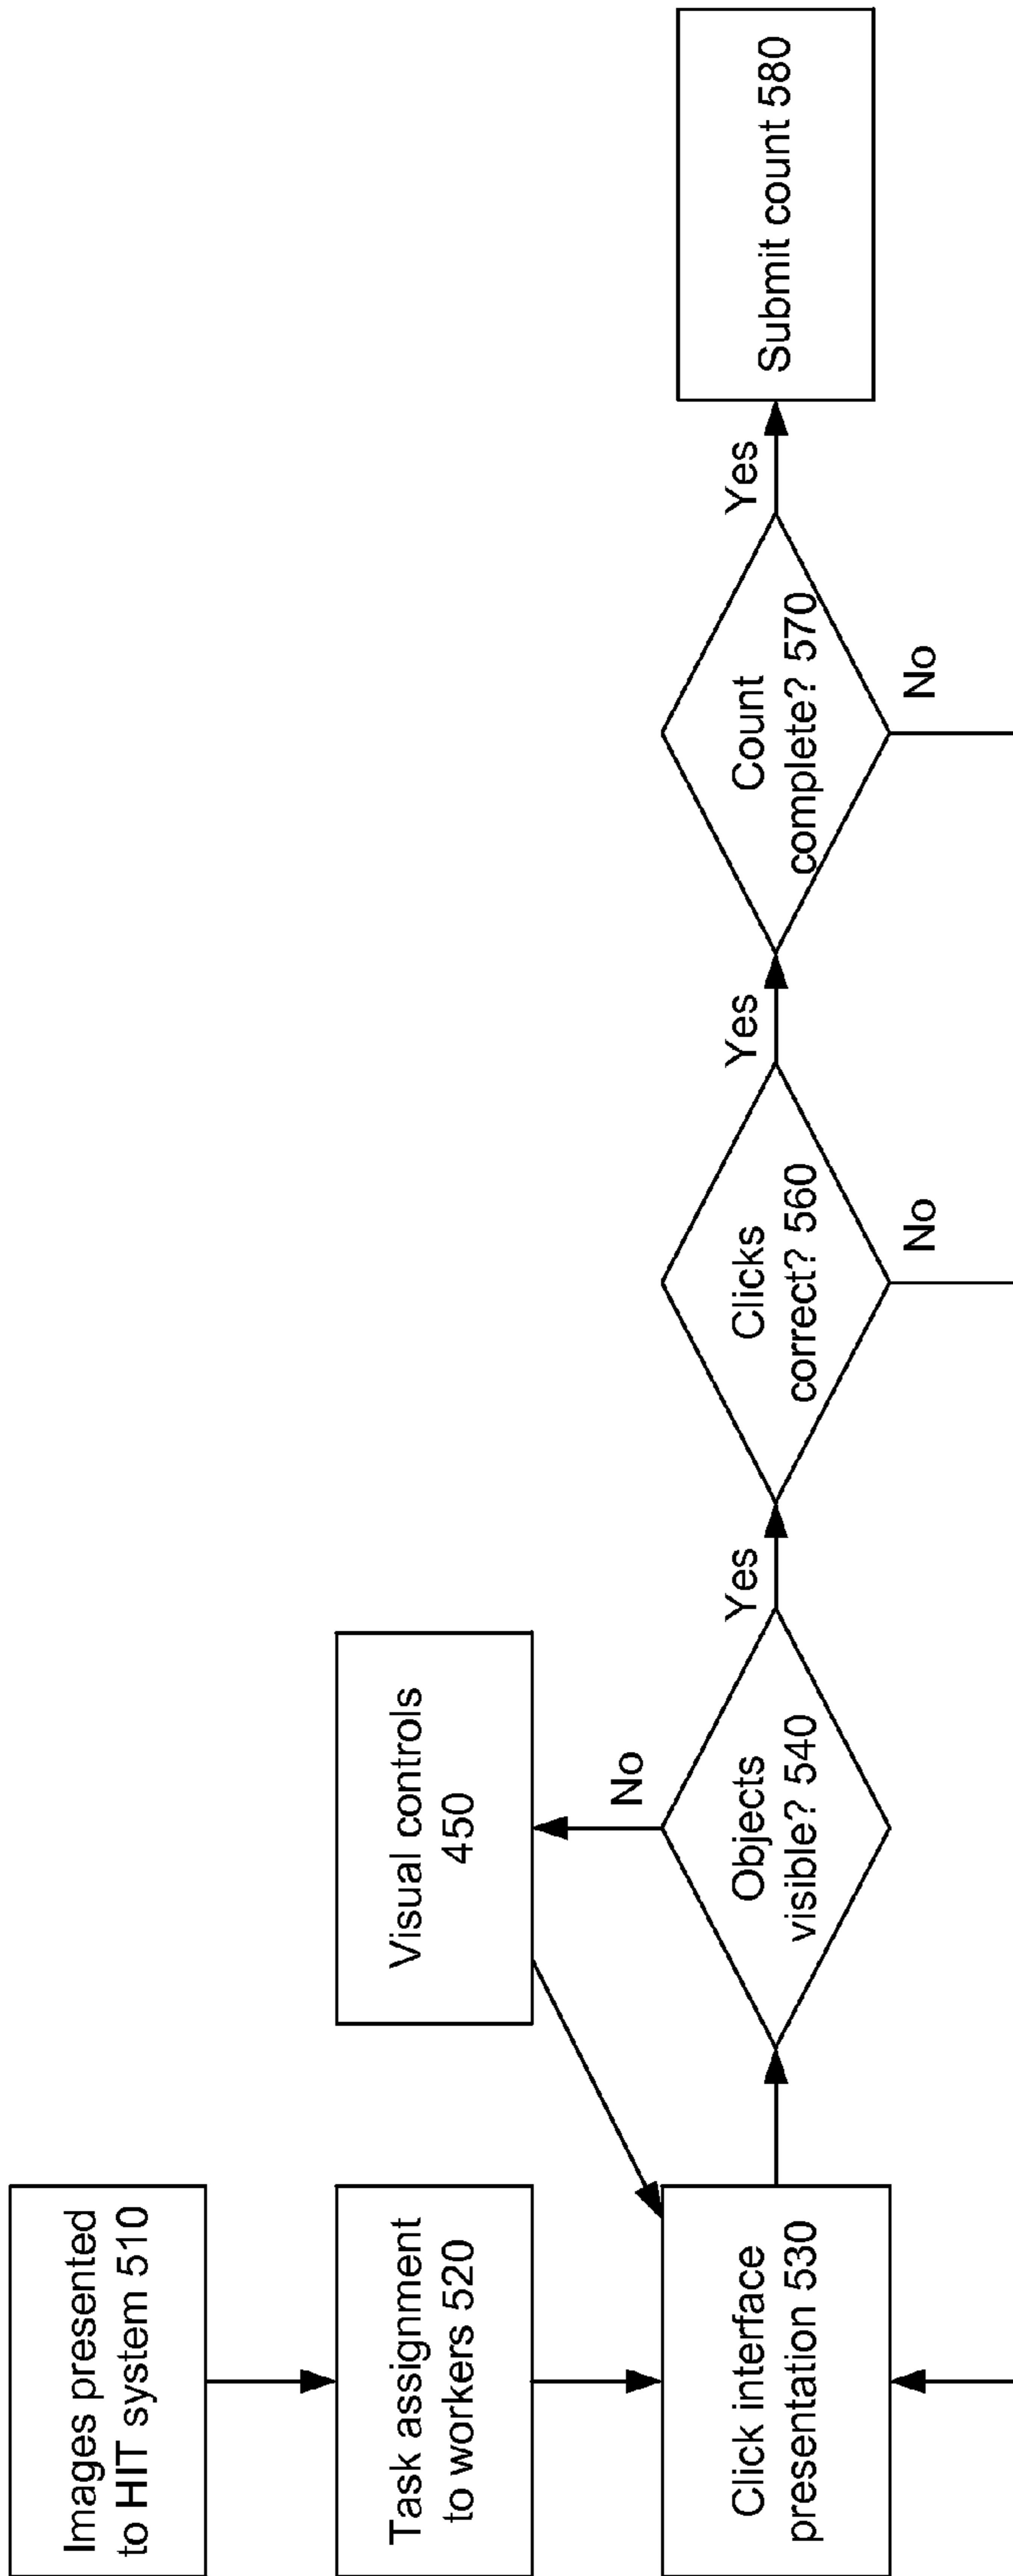 Images presented
to HIT system 510
Task assignment
to workers 520
Click interface
presentation 530
Visual controls
450
No
Objects
visible? 540
Yes
Clicks
correct? 560
Yes
No
Count
complete? 570
Yes
No
Submit count 580